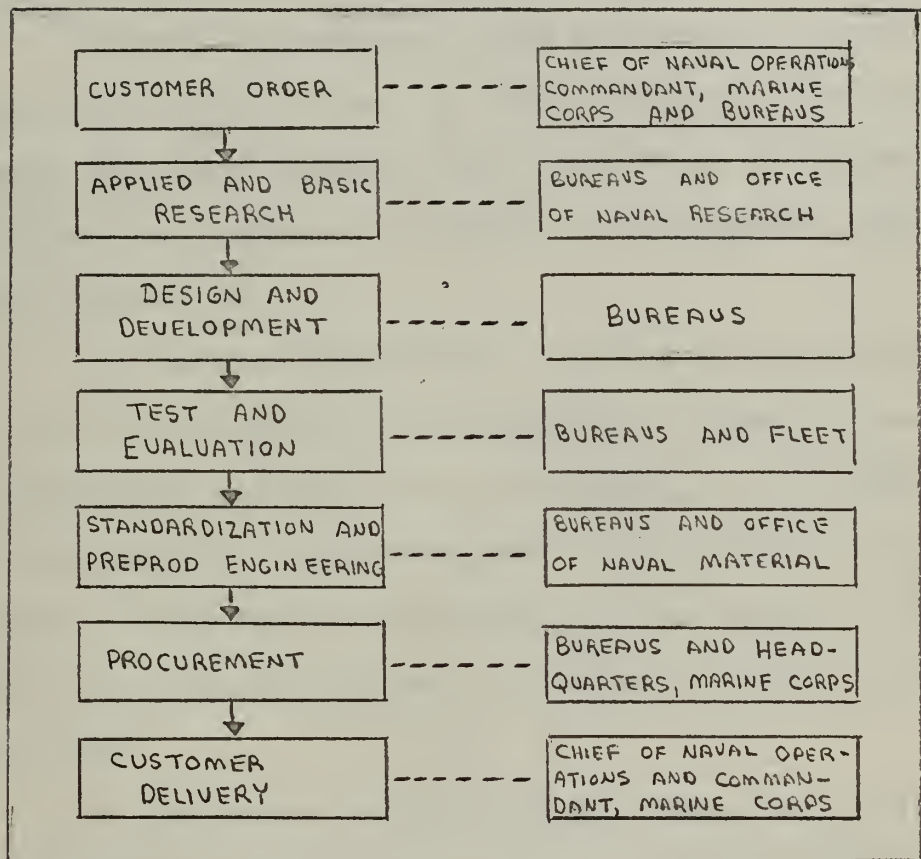 CUSTOMER ORDER
CHIEF OF NAVAL OPERATIONS
COMMANDANT, MARINE
CORPS AND BUREAUS
APPLIED AND BASIC
RESEARCH
BUREAUS AND OFFICE
OF NAVAL RESEARCH
DESIGN AND
DEVELOPMENT
BUREAUS
TEST AND
EVALUATION
BUREAUS AND FLEET
STANDARDIZATION AND
PREPROD ENGINEERING
BUREAUS AND OFFICE
OF NAVAL MATERIAL
PROCUREMENT
BUREAUS AND HEAD-
QUARTERS, MARINE CORPS
CUSTOMER
DELIVERY
CHIEF OF NAVAL OPER-
ATIONS AND COMMAN-
DANT, MARINE CORPS